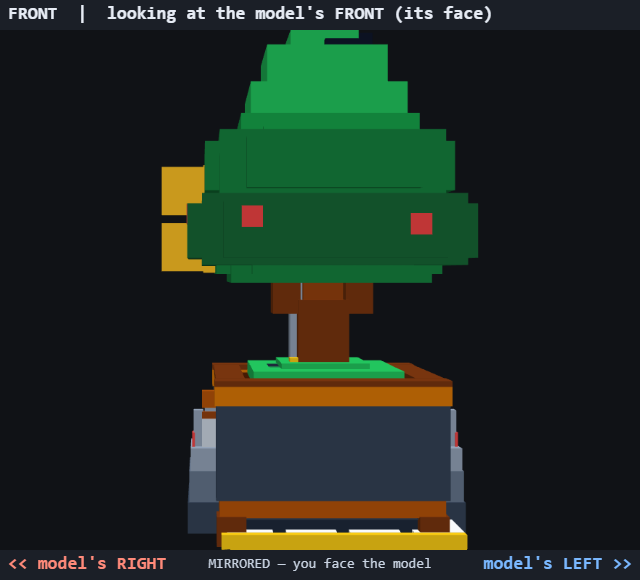 FRONT | looking at the model's FRONT (its face)
<< model's RIGHT MIRRORED — you face the model model's LEFT >>